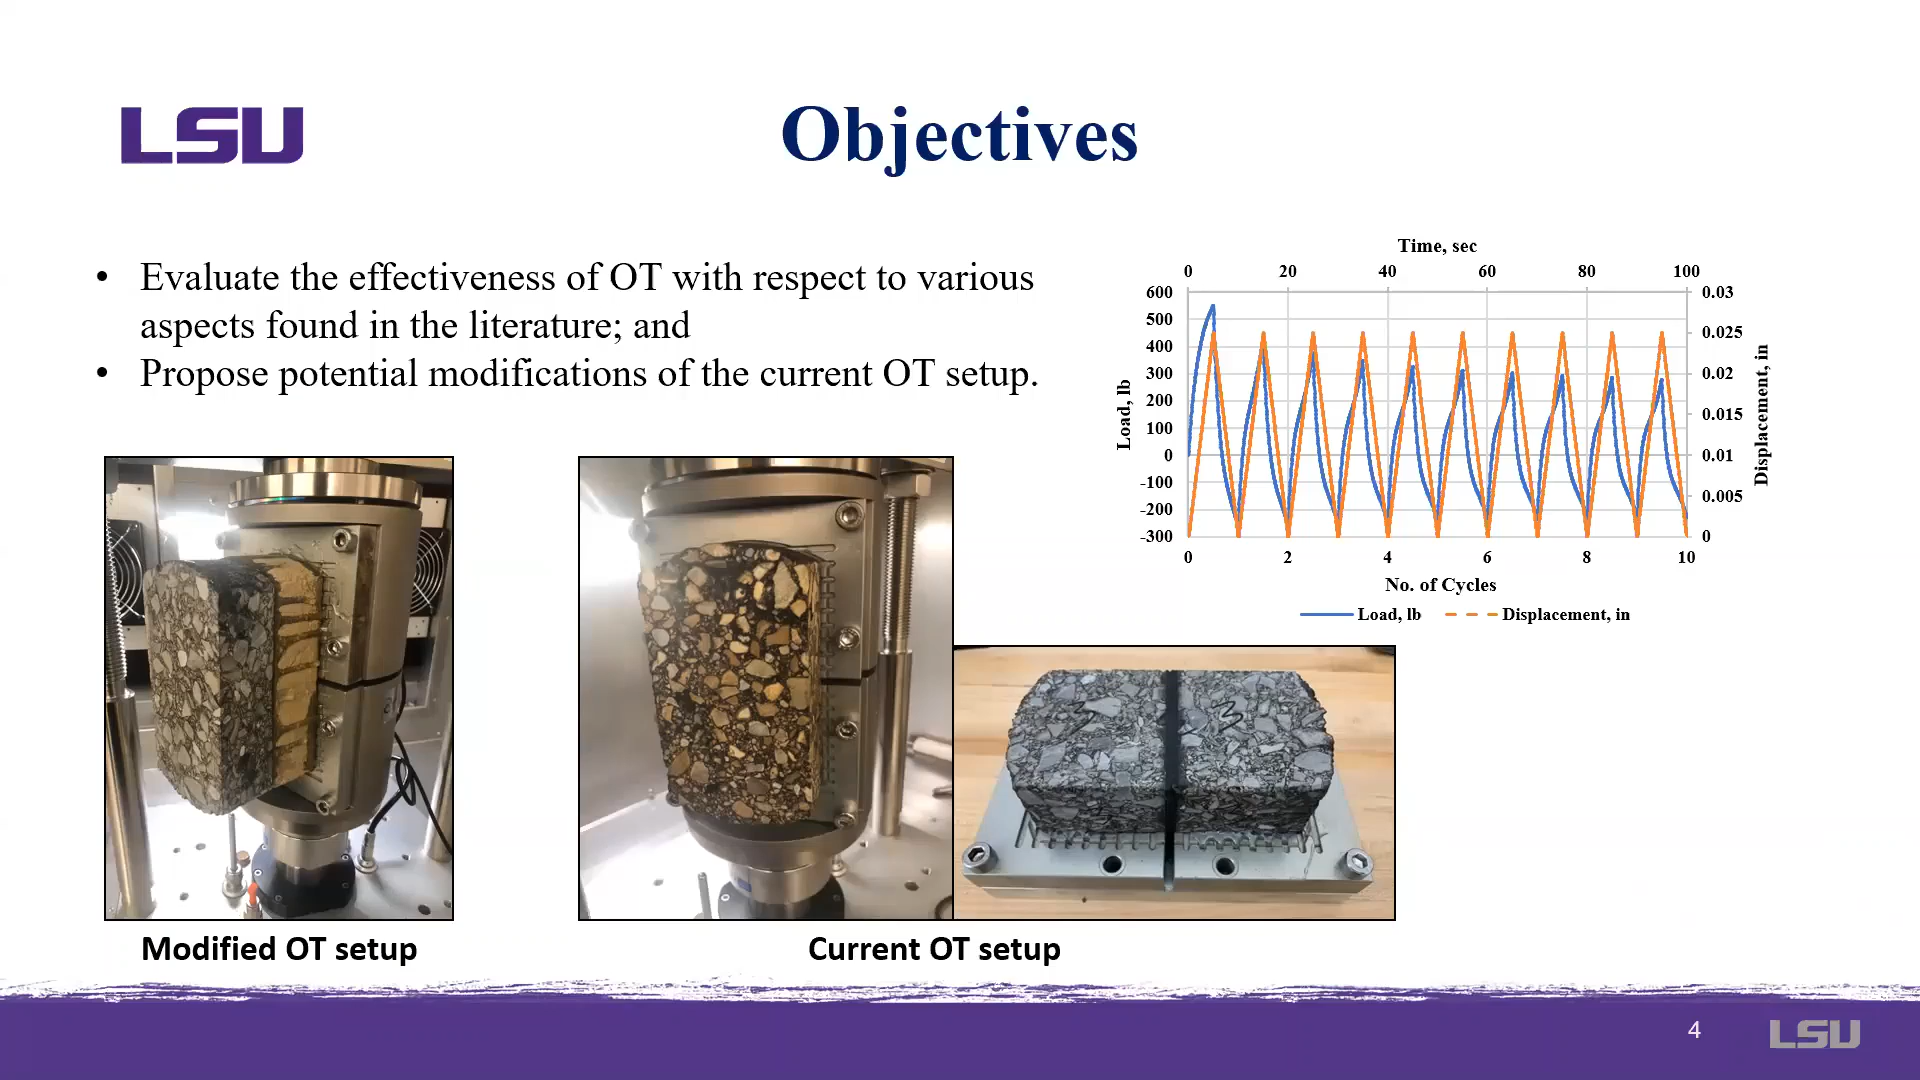 LSU
Objectives
• Evaluate the effectiveness of OT with respect to various
aspects found in the literature; and
• Propose potential modifications of the current OT setup.
Time, sec
0 20 40 60 80 100
600 0.03
500
400 0.025
300 0.02
200
100 0.015
0 0.01
-100
-200 0.005
-300 0
Load, lb
Displacement, in
0 2 4 6 8 10
No. of Cycles
Load, lb Displacement, in
3 3
Modified OT setup
Current OT setup
4
LSU